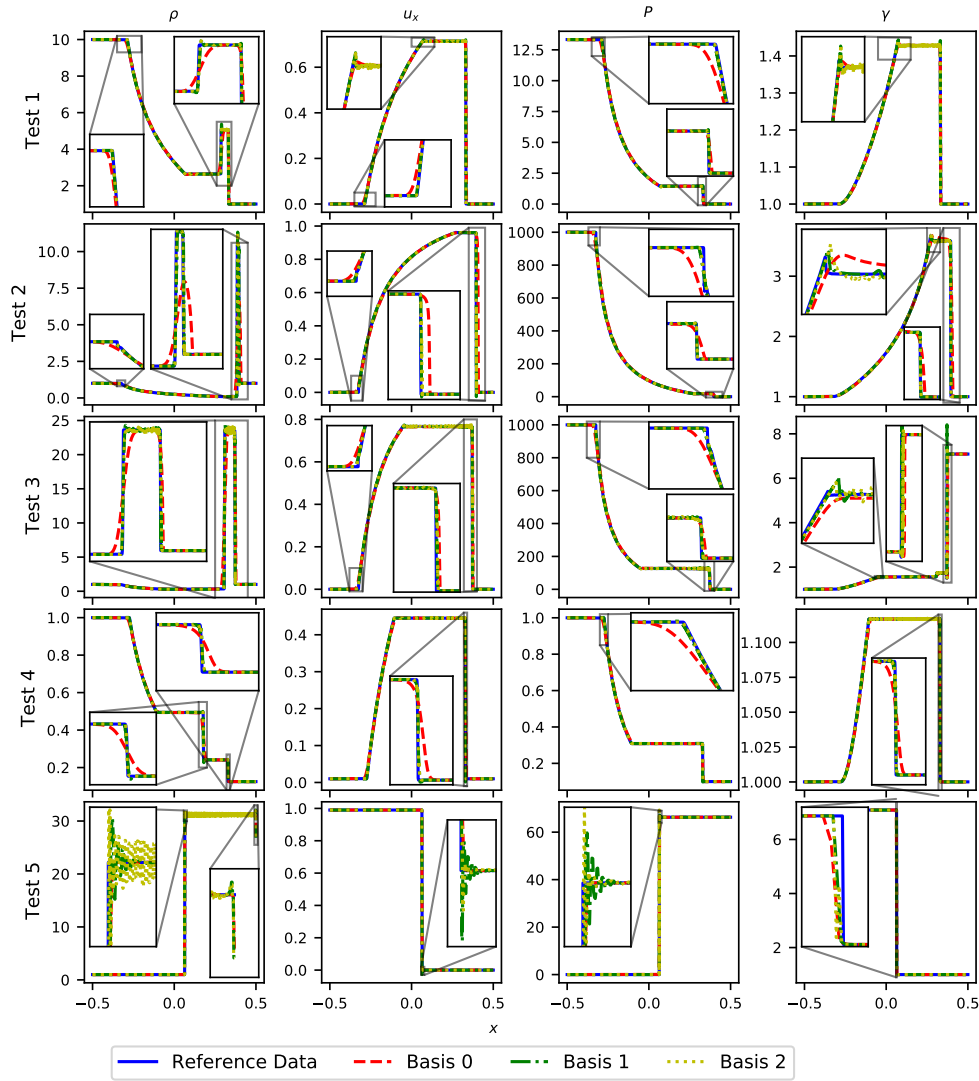 ρ u_x P γ
Test 1
10 8 6 4 2
0.6 0.4 0.2 0.0
12.5 10.0 7.5 5.0 2.5 0.0
1.4 1.3 1.2 1.1 1.0
Test 2
10.0 7.5 5.0 2.5 0.0
1.0 0.8 0.6 0.4 0.2 0.0
1000 800 600 400 200 0
4 3 2 1
Test 3
25 20 15 10 5 0
0.8 0.6 0.4 0.2 0.0
1000 800 600 400 200 0
8 6 4 2
Test 4
1.0 0.8 0.6 0.4 0.2
0.4 0.3 0.2 0.1 0.0
1.0 0.8 0.6 0.4 0.2
1.100 1.075 1.050 1.025 1.000
Test 5
30 20 10 0
1.0 0.8 0.6 0.4 0.2 0.0
60 40 20 0
6 4 2
−0.5 0.0 0.5 −0.5 0.0 0.5 −0.5 0.0 0.5 −0.5 0.0 0.5
x
Reference Data Basis 0 Basis 1 Basis 2